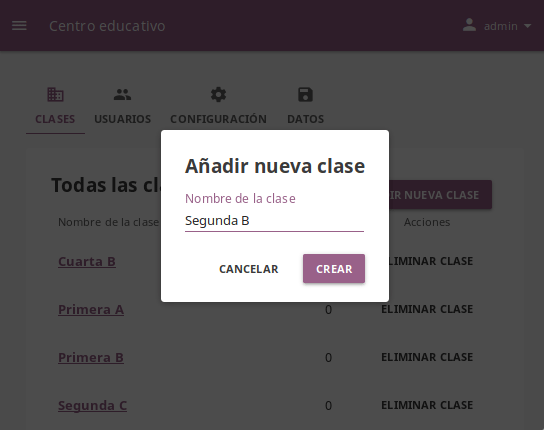 Centro educativo
admin
CLASES USUARIOS CONFIGURACIÓN DATOS
Añadir nueva clase
Todas las
NUEVA CLASE
Nombre de la clase
Segunda B
Nombre de la clase
Acciones
CANCELAR CREAR
Cuarta B
ELIMINAR CLASE
Primera A 0 ELIMINAR CLASE
Primera B 0 ELIMINAR CLASE
Segunda C 0 ELIMINAR CLASE